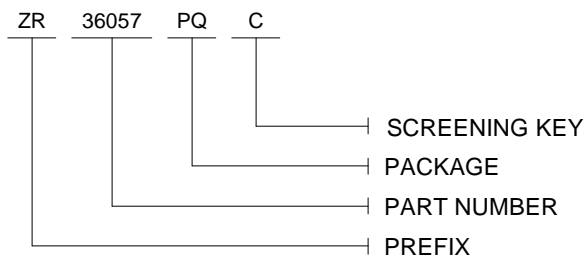 ZR 36057 PQ C
SCREENING KEY
PACKAGE
PART NUMBER
PREFIX